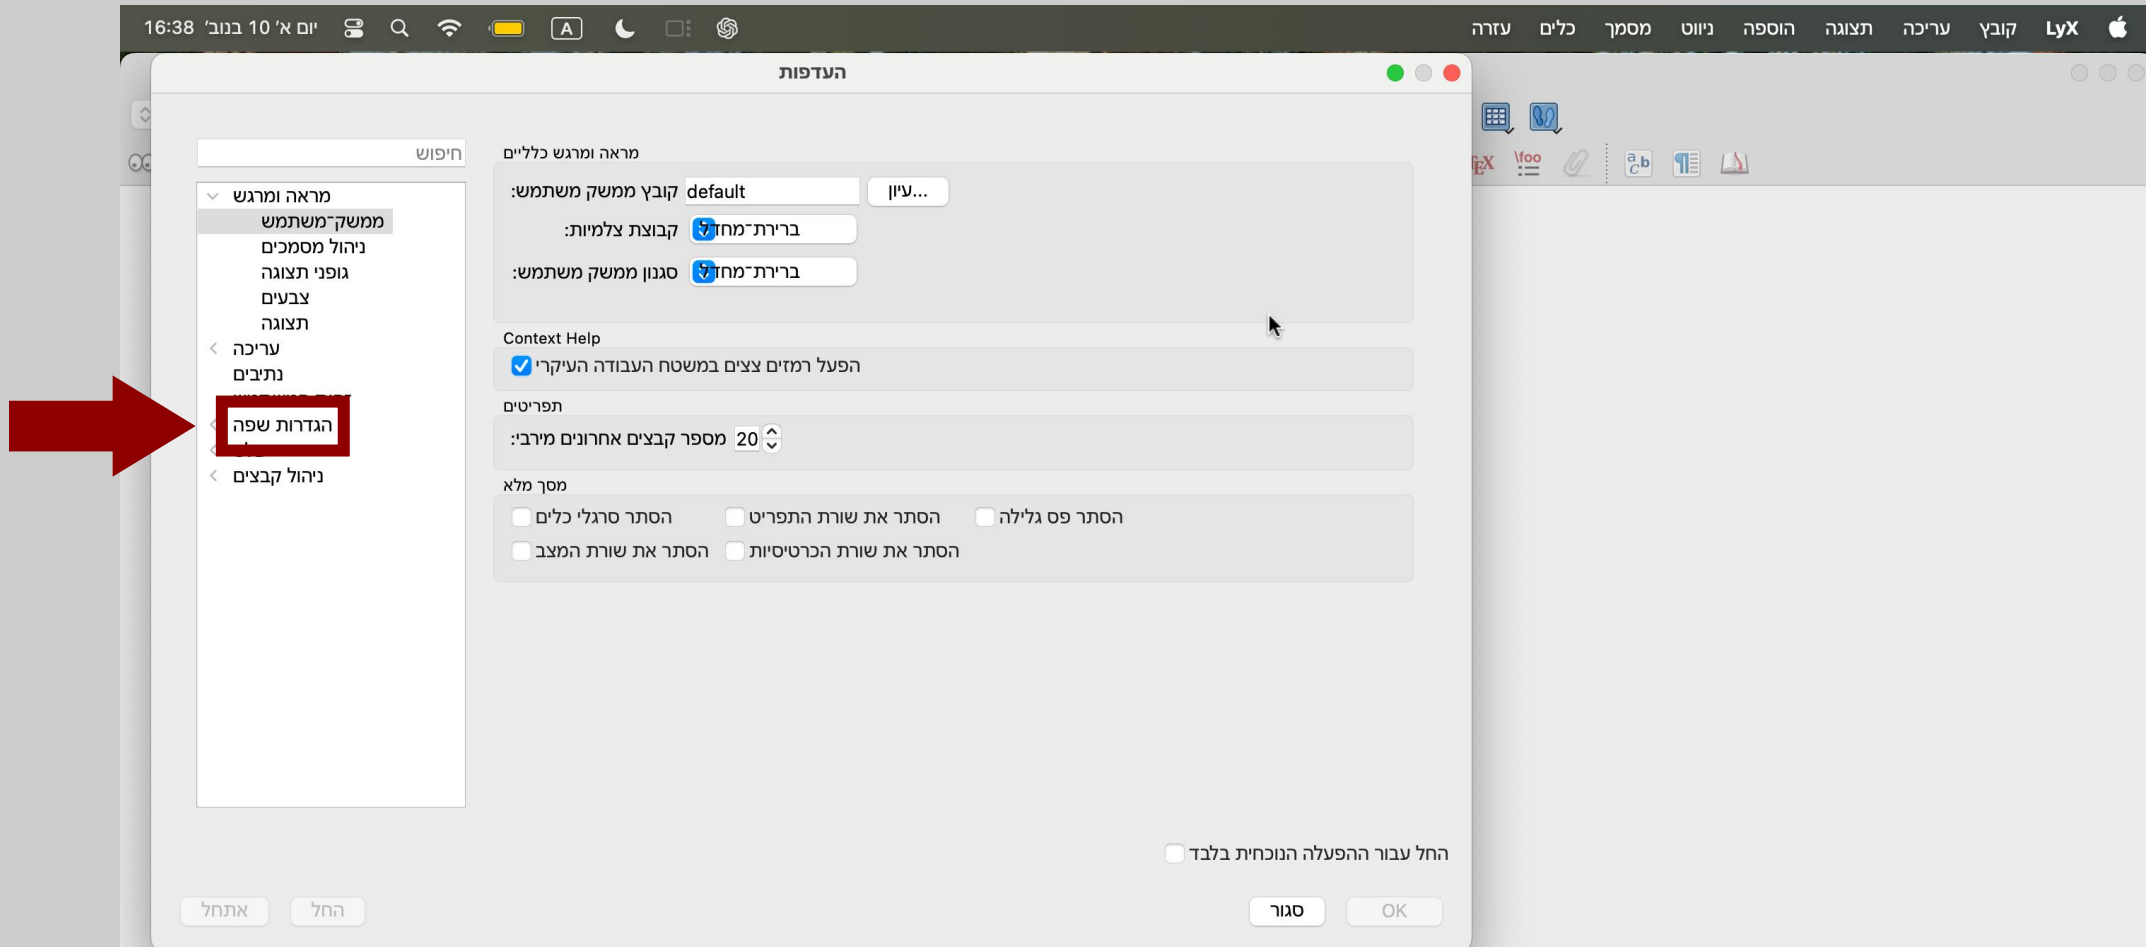 LyX קובץ עריכה תצוגה הוספה ניווט מסמך כלים עזרה
A יום א׳ 10 בנוב׳ 16:38
העדפות
חיפוש
מראה ומרגש
ממשק־משתמש
ניהול מסמכים
גופני תצוגה
צבעים
תצוגה
עריכה
נתיבים
הגדרות שפה
ניהול קבצים
מראה ומרגש כלליים
קובץ ממשק משתמש: default עיון...
קבוצת צלמיות: ברירת־מחדל
סגנון ממשק משתמש: ברירת־מחדל
Context Help
הפעל רמזים צצים במשטח העבודה העיקרי
תפריטים
מספר קבצים אחרונים מירבי: 20
מסך מלא
הסתר סרגלי כלים הסתר את שורת התפריט הסתר פס גלילה
הסתר את שורת המצב הסתר את שורת הכרטיסיות
החל עבור ההפעלה הנוכחית בלבד
אתחל החל סגור OK
\foo